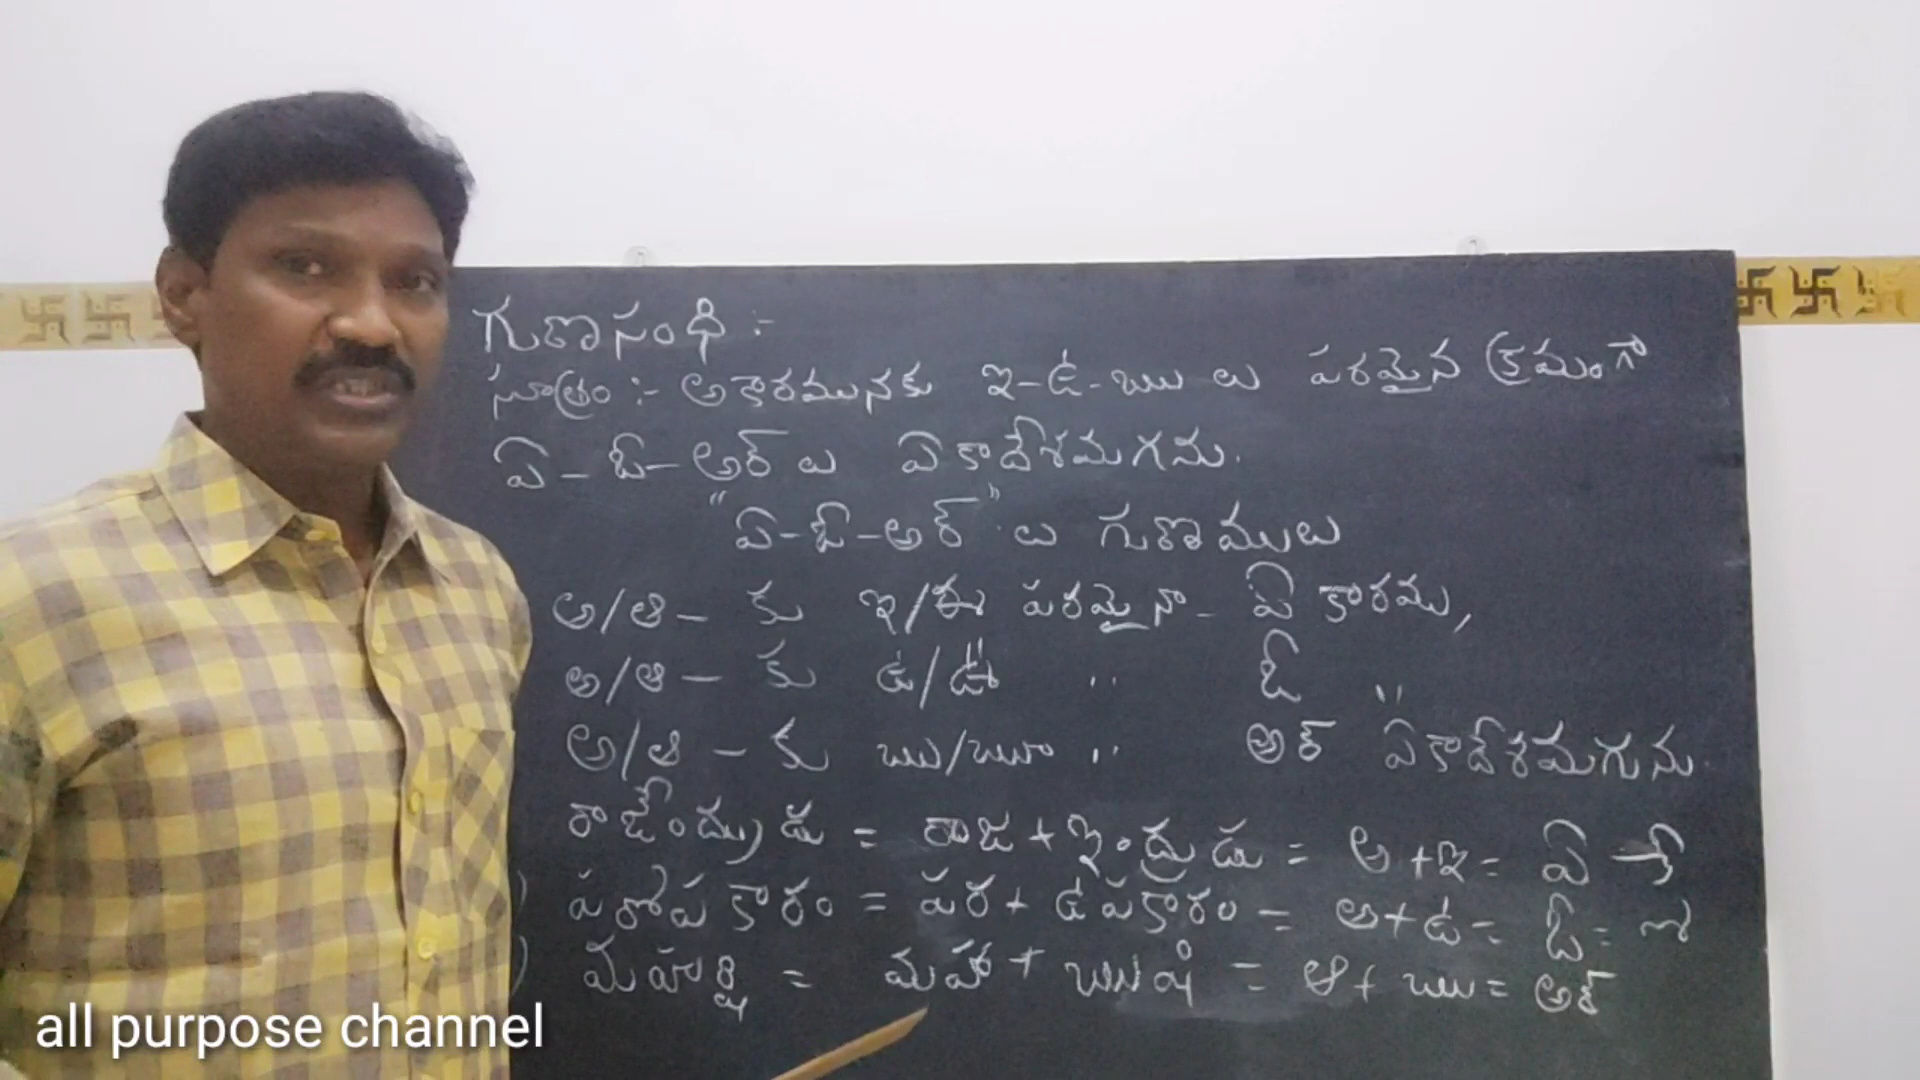 గుణసంధి :-
సూత్రం :- అకారమునకు ఇ-ఉ-ఋ లు పరమైన క్రమంగా
ఏ - ఓ - అర్ లు ఏకాదేశమగను.
"ఏ-ఓ-అర్" లు గుణములు
అ/ఆ - కు ఇ/ఈ పరమైనా - ఏ కారము,
అ/ఆ - కు ఉ/ఊ " ఓ "
అ/ఆ - కు ఋ/ౠ " అర్ ఏకాదేశమగును.
రాజేంద్రుడు = రాజ + ఇంద్రుడు = అ + ఇ = ఏ
) పరోపకారం = పర + ఉపకారం = అ + ఉ = ఓ =
) మహర్షి = మహా + ఋషి = ఆ + ఋ = అర్
all purpose channel